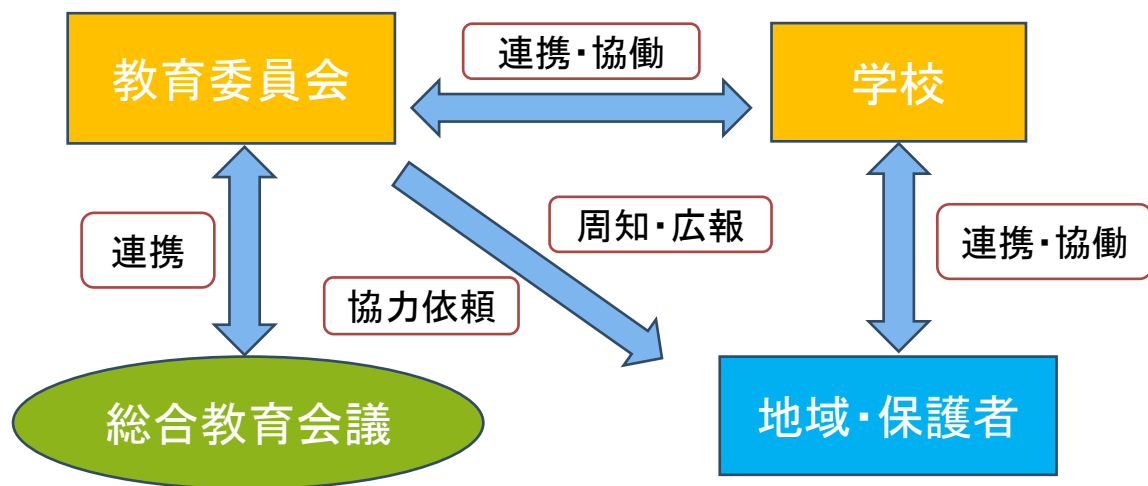 教育委員会
連携・協働
学校
連携
周知・広報
連携・協働
協力依頼
総合教育会議
地域・保護者